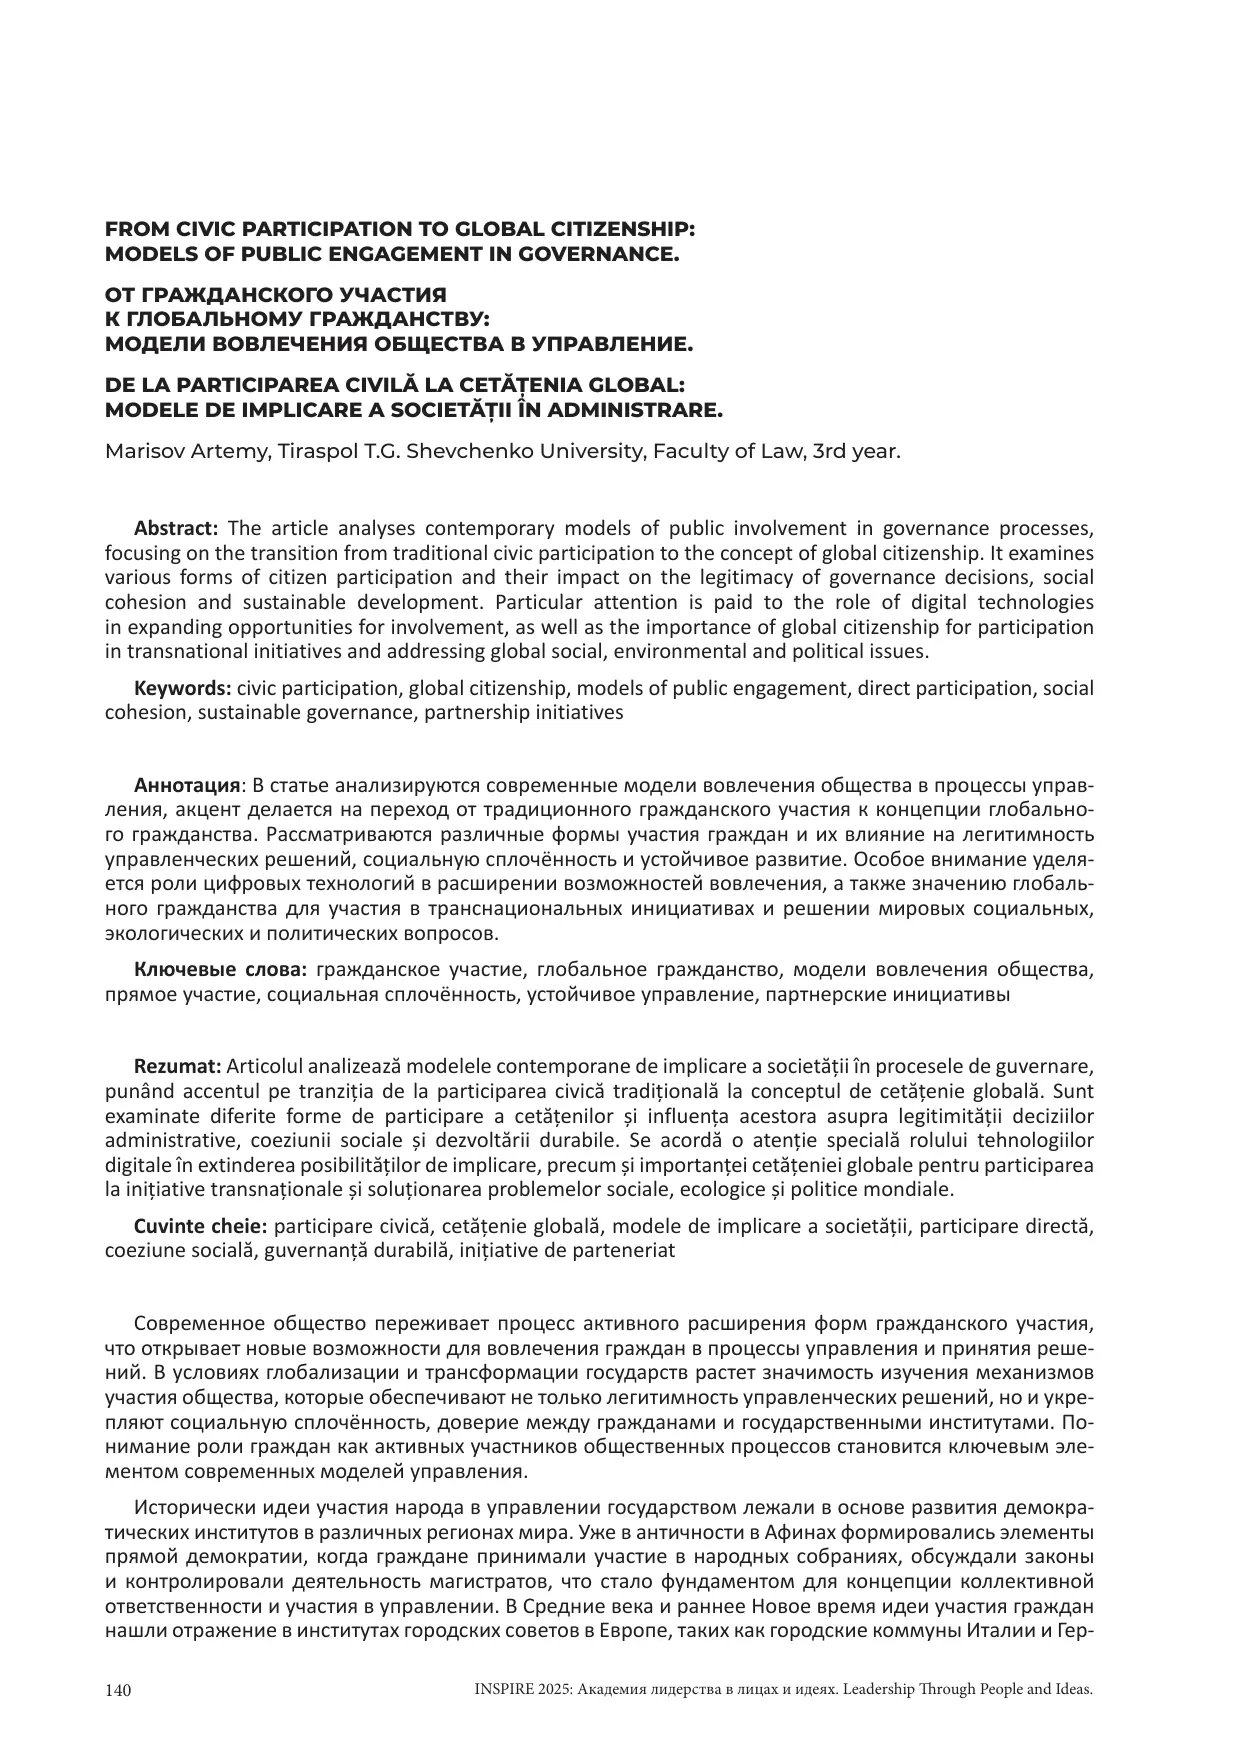 FROM CIVIC PARTICIPATION TO GLOBAL CITIZENSHIP:
MODELS OF PUBLIC ENGAGEMENT IN GOVERNANCE.
ОТ ГРАЖДАНСКОГО УЧАСТИЯ
К ГЛОБАЛЬНОМУ ГРАЖДАНСТВУ:
МОДЕЛИ ВОВЛЕЧЕНИЯ ОБЩЕСТВА В УПРАВЛЕНИЕ.
DE LA PARTICIPAREA CIVILĂ LA CETĂȚENIA GLOBAL:
MODELE DE IMPLICARE A SOCIETĂȚII ÎN ADMINISTRARE.
Marisov Artemy, Tiraspol T.G. Shevchenko University, Faculty of Law, 3rd year.
Abstract: The article analyses contemporary models of public involvement in governance processes,
focusing on the transition from traditional civic participation to the concept of global citizenship. It examines
various forms of citizen participation and their impact on the legitimacy of governance decisions, social
cohesion and sustainable development. Particular attention is paid to the role of digital technologies
in expanding opportunities for involvement, as well as the importance of global citizenship for participation
in transnational initiatives and addressing global social, environmental and political issues.
Keywords: civic participation, global citizenship, models of public engagement, direct participation, social
cohesion, sustainable governance, partnership initiatives
Аннотация: В статье анализируются современные модели вовлечения общества в процессы управ-
ления, акцент делается на переход от традиционного гражданского участия к концепции глобально-
го гражданства. Рассматриваются различные формы участия граждан и их влияние на легитимность
управленческих решений, социальную сплочённость и устойчивое развитие. Особое внимание уделя-
ется роли цифровых технологий в расширении возможностей вовлечения, а также значению глобаль-
ного гражданства для участия в транснациональных инициативах и решении мировых социальных,
экологических и политических вопросов.
Ключевые слова: гражданское участие, глобальное гражданство, модели вовлечения общества,
прямое участие, социальная сплочённость, устойчивое управление, партнерские инициативы
Rezumat: Articolul analizează modelele contemporane de implicare a societății în procesele de guvernare,
punând accentul pe tranziția de la participarea civică tradițională la conceptul de cetățenie globală. Sunt
examinate diferite forme de participare a cetățenilor și influența acestora asupra legitimității deciziilor
administrative, coeziunii sociale și dezvoltării durabile. Se acordă o atenție specială rolului tehnologiilor
digitale în extinderea posibilităților de implicare, precum și importanței cetățeniei globale pentru participarea
la inițiative transnaționale și soluționarea problemelor sociale, ecologice și politice mondiale.
Cuvinte cheie: participare civică, cetățenie globală, modele de implicare a societății, participare directă,
coeziune socială, guvernanță durabilă, inițiative de parteneriat
Современное общество переживает процесс активного расширения форм гражданского участия,
что открывает новые возможности для вовлечения граждан в процессы управления и принятия реше-
ний. В условиях глобализации и трансформации государств растет значимость изучения механизмов
участия общества, которые обеспечивают не только легитимность управленческих решений, но и укре-
пляют социальную сплочённость, доверие между гражданами и государственными институтами. По-
нимание роли граждан как активных участников общественных процессов становится ключевым эле-
ментом современных моделей управления.
Исторически идеи участия народа в управлении государством лежали в основе развития демокра-
тических институтов в различных регионах мира. Уже в античности в Афинах формировались элементы
прямой демократии, когда граждане принимали участие в народных собраниях, обсуждали законы
и контролировали деятельность магистратов, что стало фундаментом для концепции коллективной
ответственности и участия в управлении. В Средние века и раннее Новое время идеи участия граждан
нашли отражение в институтах городских советов в Европе, таких как городские коммуны Италии и Гер-
140
INSPIRE 2025: Академия лидерства в лицах и идеях. Leadership Through People and Ideas.